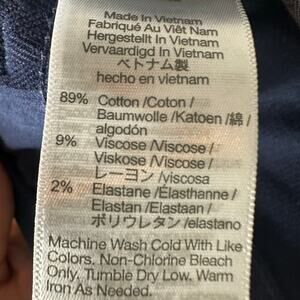 Made In Vietnam
Fabriqué Au Viêt Nam
Hergestellt In Vietnam
Vervaardigd In Vietnam
ベトナム製
hecho en vietnam
89% Cotton /Coton /
Baumwolle /Katoen /綿 /
algodón
9% Viscose /Viscose /
Viskose /Viscose /
レーヨン /viscosa
2% Elastane /Élasthanne /
Elastan /Elastaan /
ポリウレタン /elastano
Machine Wash Cold With Like
Colors. Non-Chlorine Bleach
Only. Tumble Dry Low. Warm
Iron As Needed.